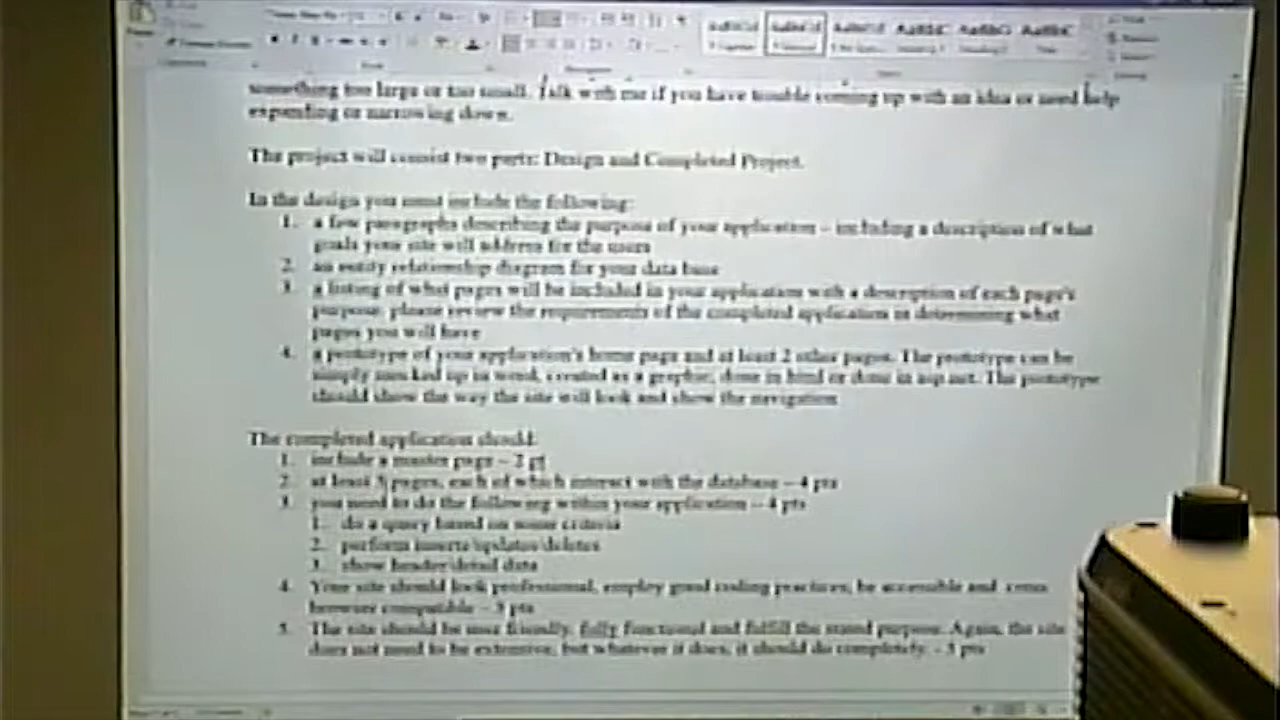 something too large or too small. Talk with me if you have trouble coming up with an idea or need help
expanding or narrowing down.
The project will consist two parts: Design and Completed Project.
In the design you must include the following:
1. a few paragraphs describing the purpose of your application – including a description of what
goals your site will address for the users
2. an entity relationship diagram for your data base
3. a listing of what pages will be included in your application with a description of each page's
purpose, please review the requirements of the completed application in determining what
pages you will have
4. a prototype of your application's home page and at least 2 other pages. The prototype can be
simply mocked up in word, created as a graphic, done in html or done in asp.net. The prototype
should show the way the site will look and show the navigation
The completed application should:
1. include a master page – 2 pt
2. at least 5 pages, each of which interact with the database – 4 pts
3. you need to do the following within your application – 4 pts
1. do a query based on some criteria
2. perform inserts/updates/deletes
3. show header/detail data
4. Your site should look professional, employ good coding practices, be accessible and cross
browser compatible – 3 pts
5. The site should be user friendly, fully functional and fulfill the stated purpose. Again, the site
does not need to be extensive, but whatever it does, it should do completely. - 3 pts